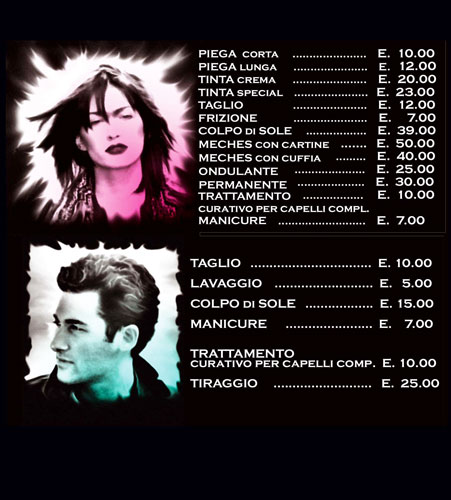 PIEGA CORTA ...................... E. 10.00
PIEGA LUNGA ...................... E. 12.00
TINTA CREMA ...................... E. 20.00
TINTA SPECIAL ...................... E. 23.00
TAGLIO ...................... E. 12.00
FRIZIONE ...................... E. 7.00
COLPO DI SOLE .................. E. 39.00
MECHES CON CARTINE ....... E. 50.00
MECHES CON CUFFIA ........ E. 40.00
ONDULANTE ..................... E. 25.00
PERMANENTE .................... E. 30.00
TRATTAMENTO ................... E. 10.00
CURATIVO PER CAPELLI COMPL.
MANICURE .................... E. 7.00
TAGLIO ............................... E. 10.00
LAVAGGIO ........................ E. 5.00
COLPO DI SOLE ................. E. 15.00
MANICURE ...................... E. 7.00
TRATTAMENTO
CURATIVO PER CAPELLI COMP. E. 10.00
TIRAGGIO ......................... E. 25.00